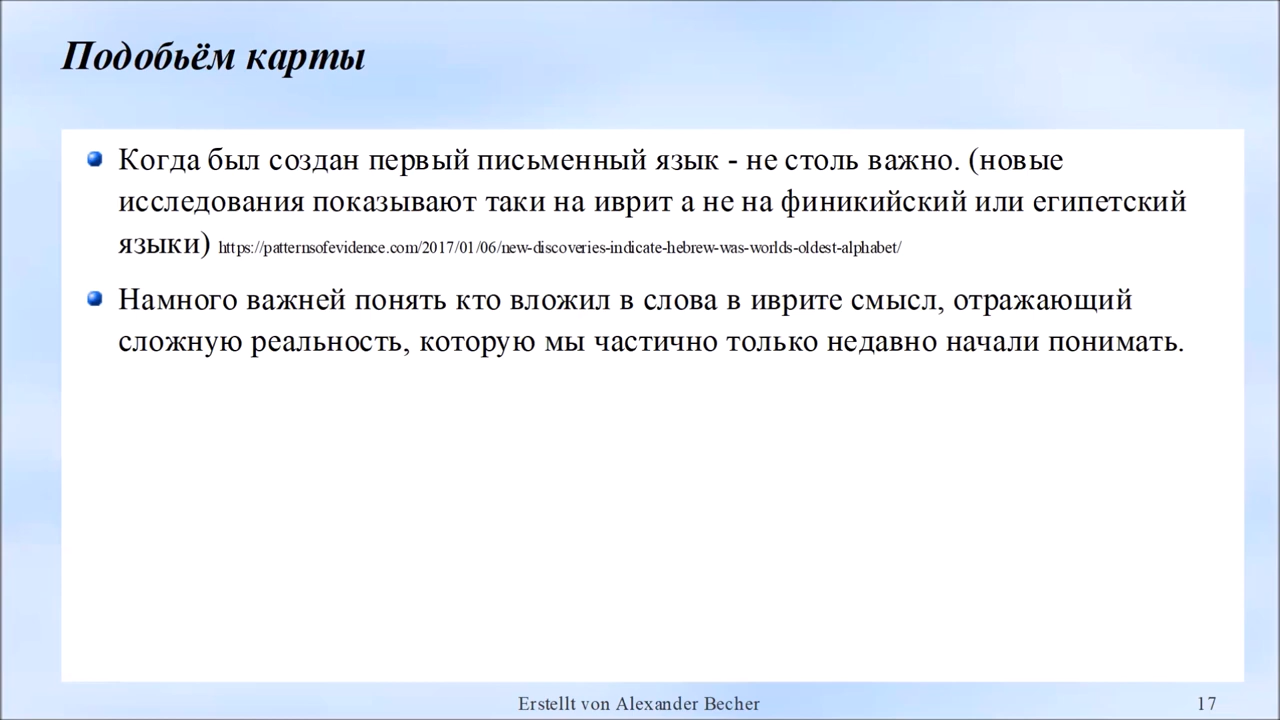 Подобьём карты
Когда был создан первый письменный язык - не столь важно. (новые
исследования показывают таки на иврит а не на финикийский или египетский
языки) https://patternsofevidence.com/2017/01/06/new-discoveries-indicate-hebrew-was-worlds-oldest-alphabet/
Намного важней понять кто вложил в слова в иврите смысл, отражающий
сложную реальность, которую мы частично только недавно начали понимать.
Erstellt von Alexander Becher
17